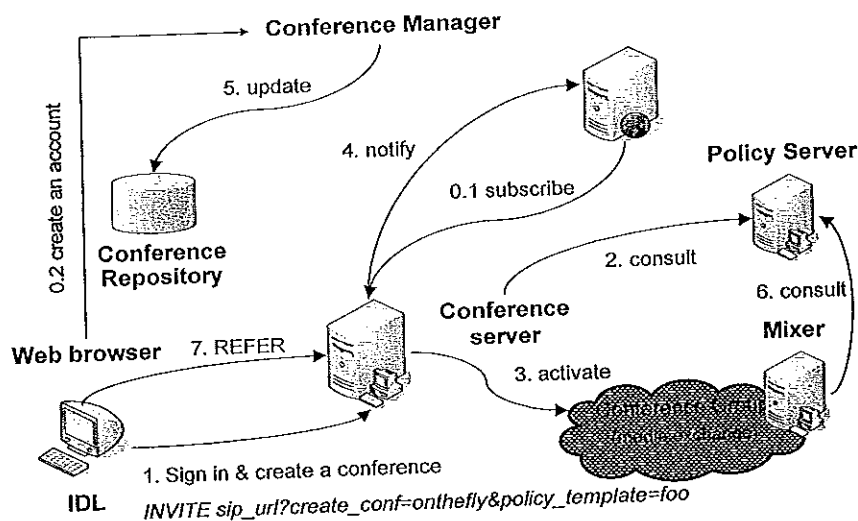 Conference Manager
5. update
4. notify
0.1 subscribe
Policy Server
0.2 create an account
Conference
Repository
2. consult
6. consult
Conference
server
Mixer
Web browser
7. REFER
3. activate
1. Sign in & create a conference
IDL
INVITE sip_url?create_conf=onthefly&policy_template=foo